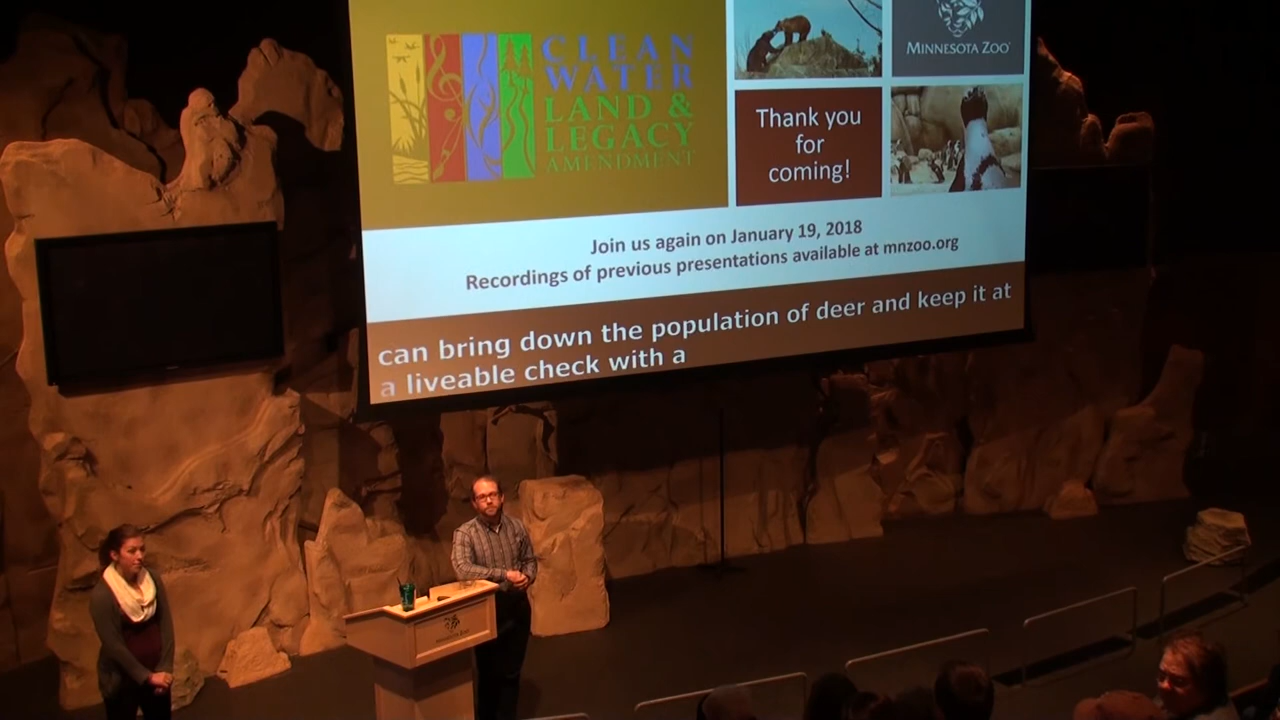 CLEAN
WATER
LAND &
LEGACY
AMENDMENT
MINNESOTA ZOO
Thank you
for
coming!
Join us again on January 19, 2018
Recordings of previous presentations available at mnzoo.org
can bring down the population of deer and keep it at
a liveable check with a
MINNESOTA ZOO